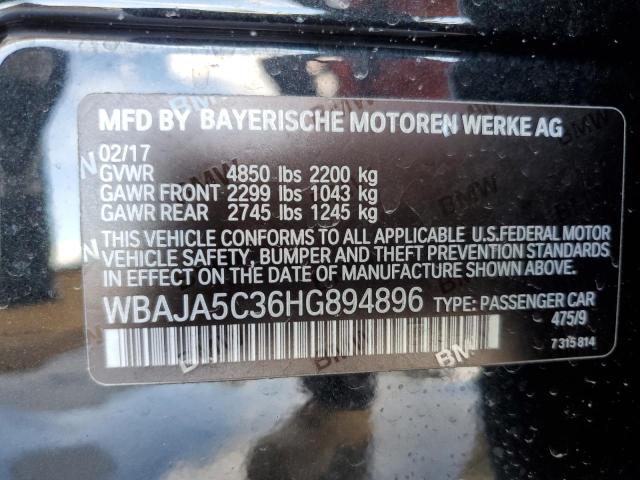 MFD BY BAYERISCHE MOTOREN WERKE AG
02/17
GVWR 4850 lbs 2200 kg
GAWR FRONT 2299 lbs 1043 kg
GAWR REAR 2745 lbs 1245 kg
THIS VEHICLE CONFORMS TO ALL APPLICABLE U.S.FEDERAL MOTOR
VEHICLE SAFETY, BUMPER AND THEFT PREVENTION STANDARDS
IN EFFECT ON THE DATE OF MANUFACTURE SHOWN ABOVE.
WBAJA5C36HG894896 TYPE: PASSENGER CAR
475/9
7315814